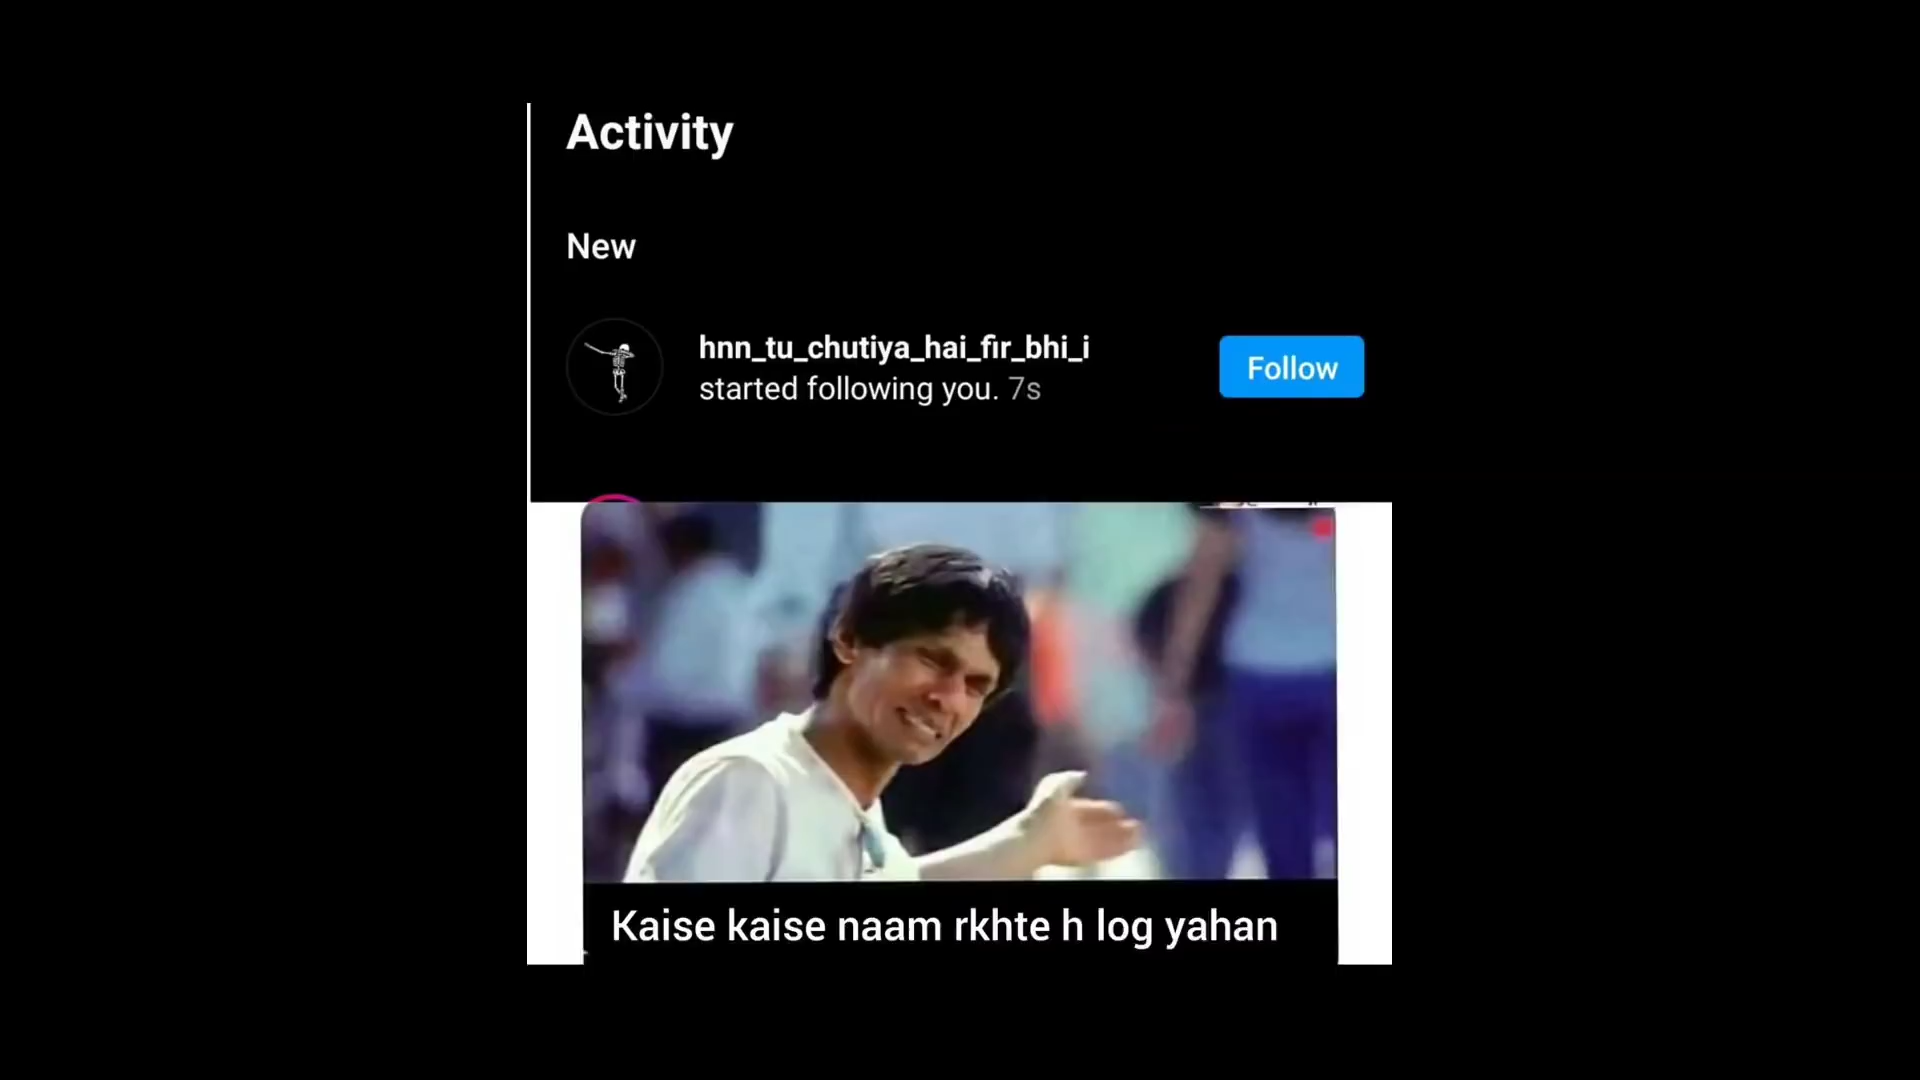 Activity
New
hnn_tu_chutiya_hai_fir_bhi_i
started following you. 7s
Follow
Kaise kaise naam rkhte h log yahan